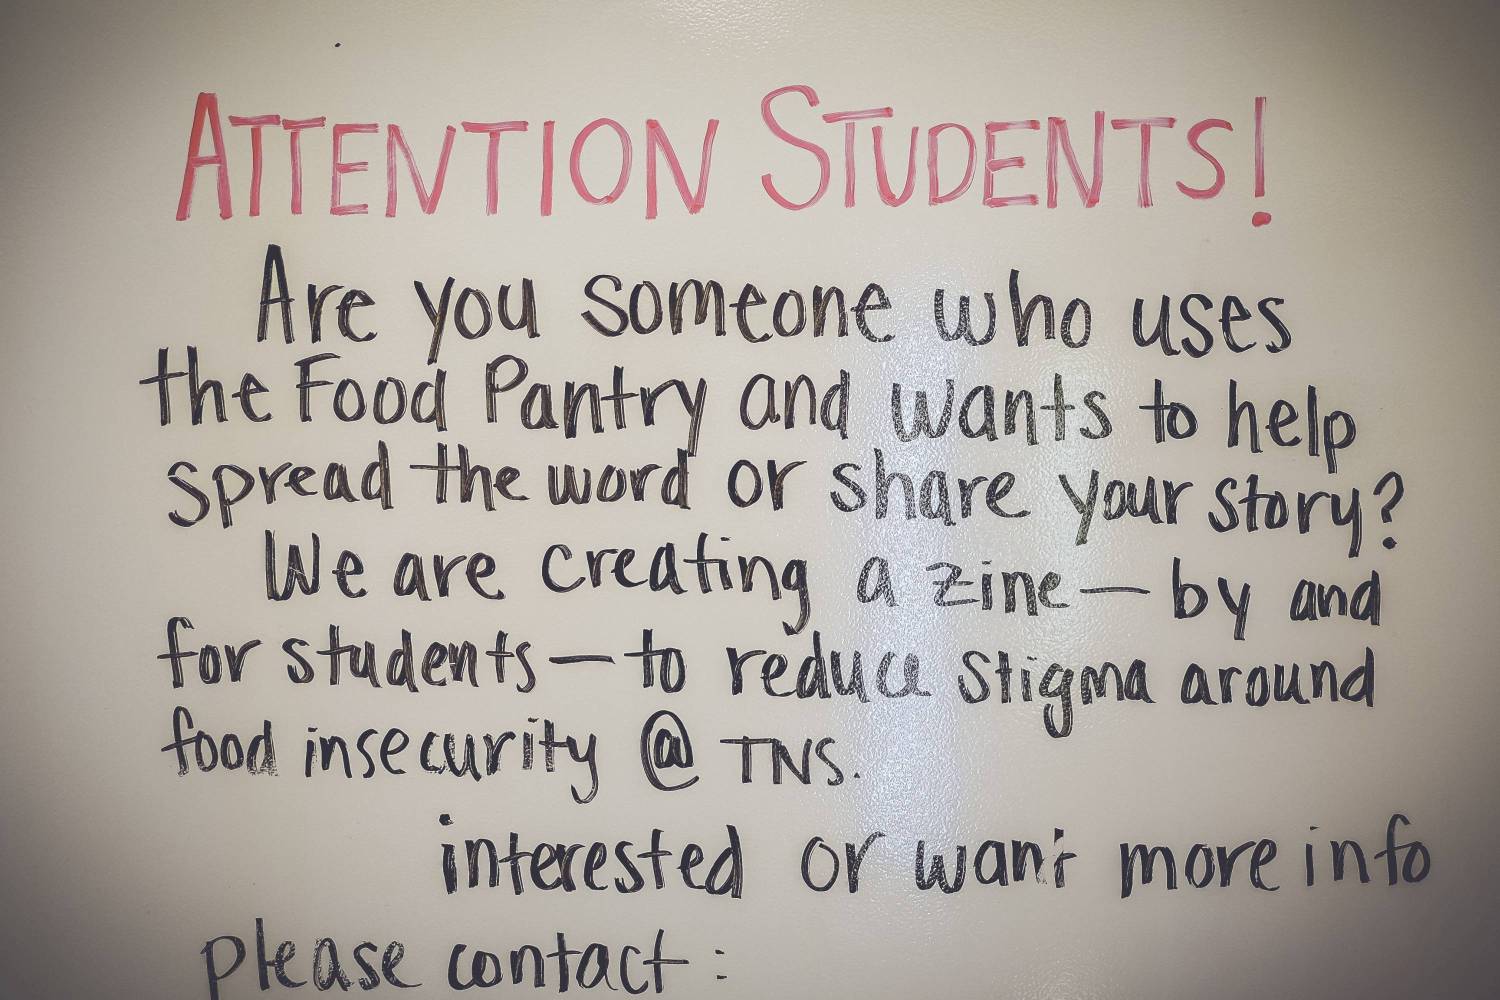 ATTENTION STUDENTS!
Are you someone who uses
the Food Pantry and wants to help
spread the word or share your story?
We are creating a zine — by and
for students — to reduce stigma around
food insecurity @ TNS.
interested or want more info
please contact: